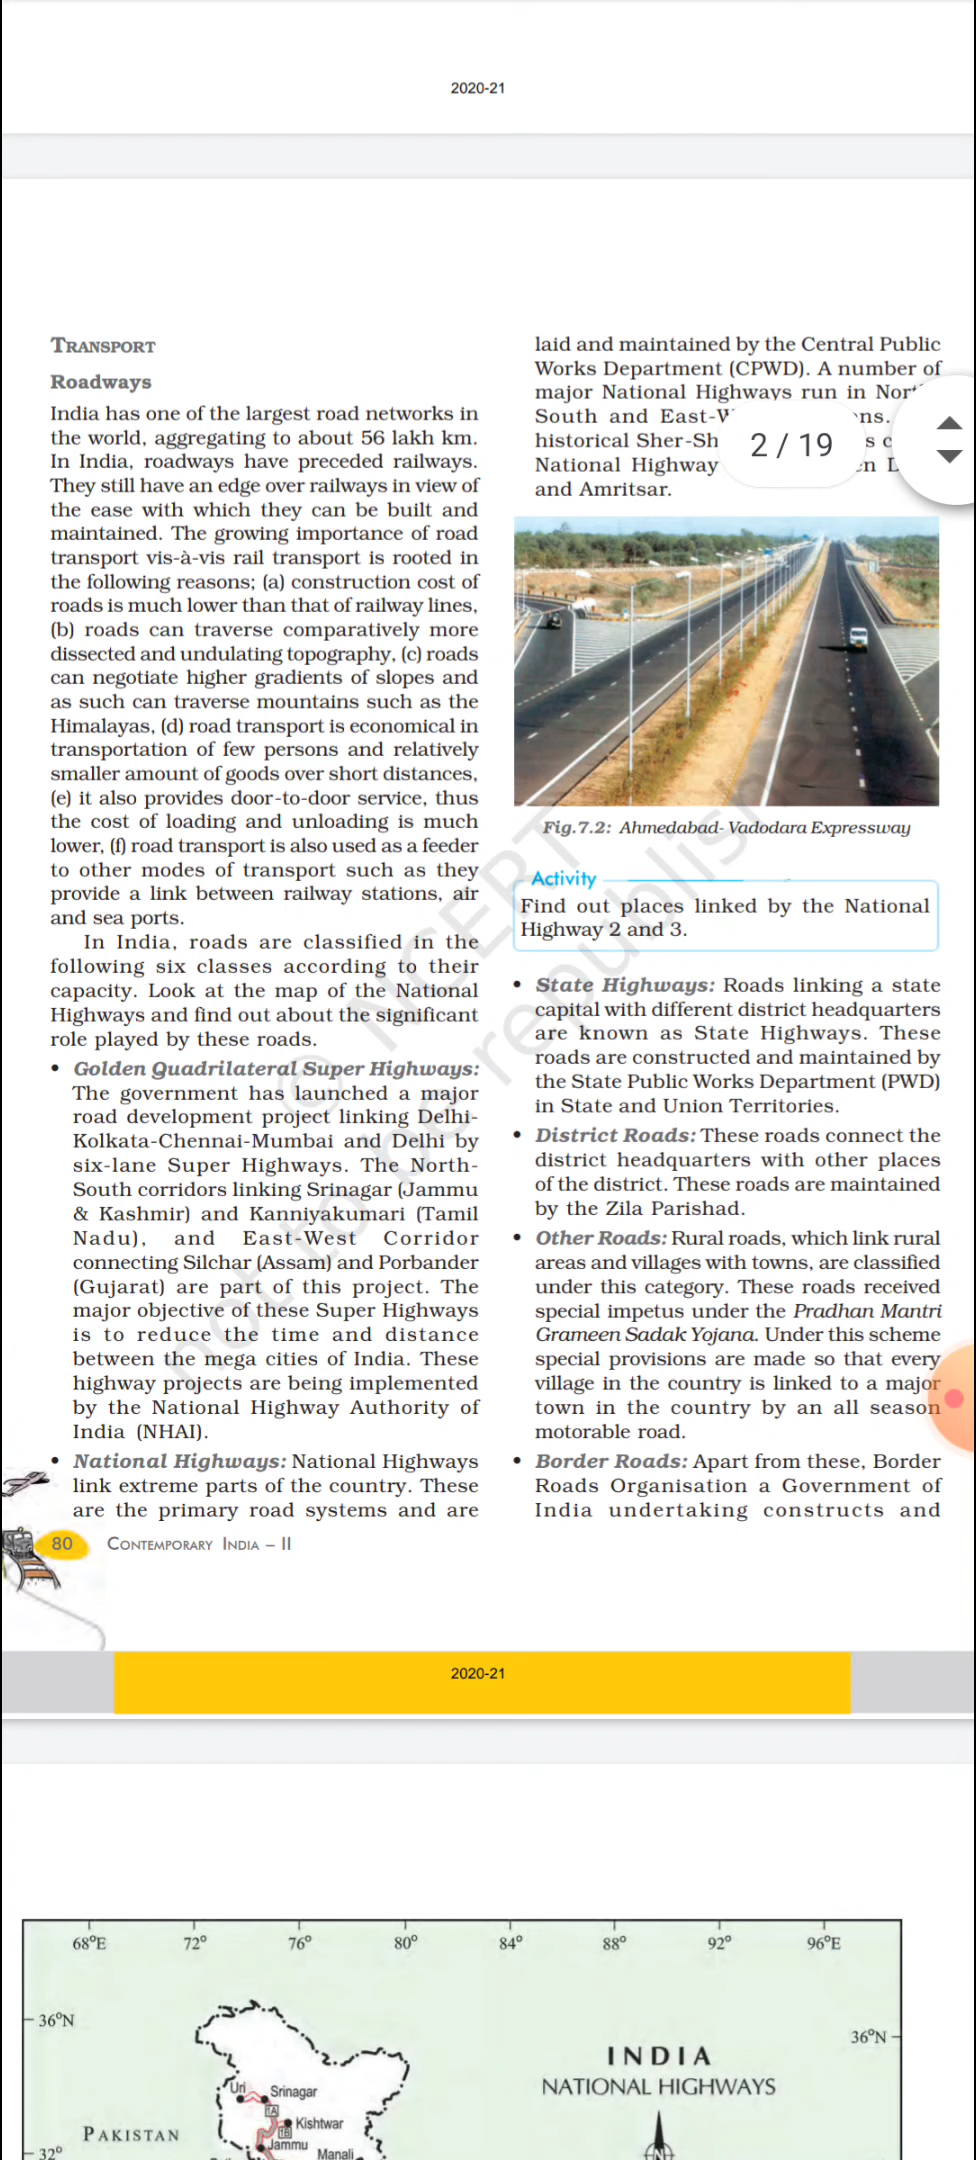 2020-21
TRANSPORT
Roadways
India has one of the largest road networks in
the world, aggregating to about 56 lakh km.
In India, roadways have preceded railways.
They still have an edge over railways in view of
the ease with which they can be built and
maintained. The growing importance of road
transport vis-à-vis rail transport is rooted in
the following reasons; (a) construction cost of
roads is much lower than that of railway lines,
(b) roads can traverse comparatively more
dissected and undulating topography, (c) roads
can negotiate higher gradients of slopes and
as such can traverse mountains such as the
Himalayas, (d) road transport is economical in
transportation of few persons and relatively
smaller amount of goods over short distances,
(e) it also provides door-to-door service, thus
the cost of loading and unloading is much
lower, (f) road transport is also used as a feeder
to other modes of transport such as they
provide a link between railway stations, air
and sea ports.
In India, roads are classified in the
following six classes according to their
capacity. Look at the map of the National
Highways and find out about the significant
role played by these roads.
• Golden Quadrilateral Super Highways:
The government has launched a major
road development project linking Delhi-
Kolkata-Chennai-Mumbai and Delhi by
six-lane Super Highways. The North-
South corridors linking Srinagar (Jammu
& Kashmir) and Kanniyakumari (Tamil
Nadu), and East-West Corridor
connecting Silchar (Assam) and Porbander
(Gujarat) are part of this project. The
major objective of these Super Highways
is to reduce the time and distance
between the mega cities of India. These
highway projects are being implemented
by the National Highway Authority of
India (NHAI).
• National Highways: National Highways
link extreme parts of the country. These
are the primary road systems and are
laid and maintained by the Central Public
Works Department (CPWD). A number of
major National Highways run in
South and
historical
National Highway
and Amritsar.
2 / 19
Fig.7.2: Ahmedabad- Vadodara Expressway
Activity
Find out places linked by the National
Highway 2 and 3.
• State Highways: Roads linking a state
capital with different district headquarters
are known as State Highways. These
roads are constructed and maintained by
the State Public Works Department (PWD)
in State and Union Territories.
• District Roads: These roads connect the
district headquarters with other places
of the district. These roads are maintained
by the Zila Parishad.
• Other Roads: Rural roads, which link rural
areas and villages with towns, are classified
under this category. These roads received
special impetus under the Pradhan Mantri
Grameen Sadak Yojana. Under this scheme
special provisions are made so that every
village in the country is linked to a major
town in the country by an all season
motorable road.
• Border Roads: Apart from these, Border
Roads Organisation a Government of
India undertaking constructs and
© NCERT
not to be republished
80 CONTEMPORARY INDIA – II
2020-21
68°E 72° 76° 80° 84° 88° 92° 96°E
36°N
36°N
INDIA
NATIONAL HIGHWAYS
Uri
Srinagar
1A
Kishtwar
1B
PAKISTAN
Jammu
Manali
32°
N